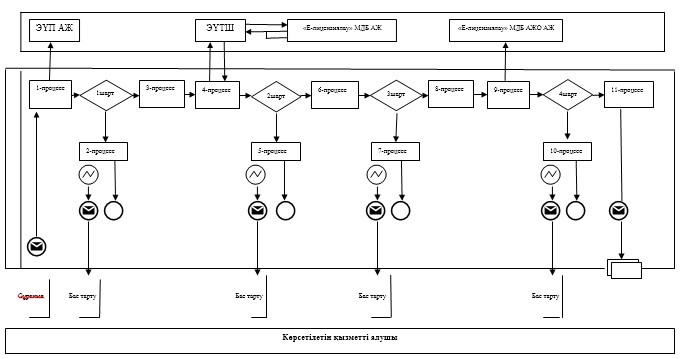 ЭҮП АЖ
ЭҮТШ
«Е-лицензиялау» МДБ АЖ
«Е-лицензиялау» МДБ АЖО АЖ
1-процесс
1шарт
3-процесс
4-процесс
2шарт
6-процесс
3шарт
8-процесс
9-процесс
4шарт
11-процесс
2-процесс
5-процесс
7-процесс
10-процесс
Сұраныс
Бас тарту
Бас тарту
Бас тарту
Бас тарту
Көрсетілетін қызметті алушы